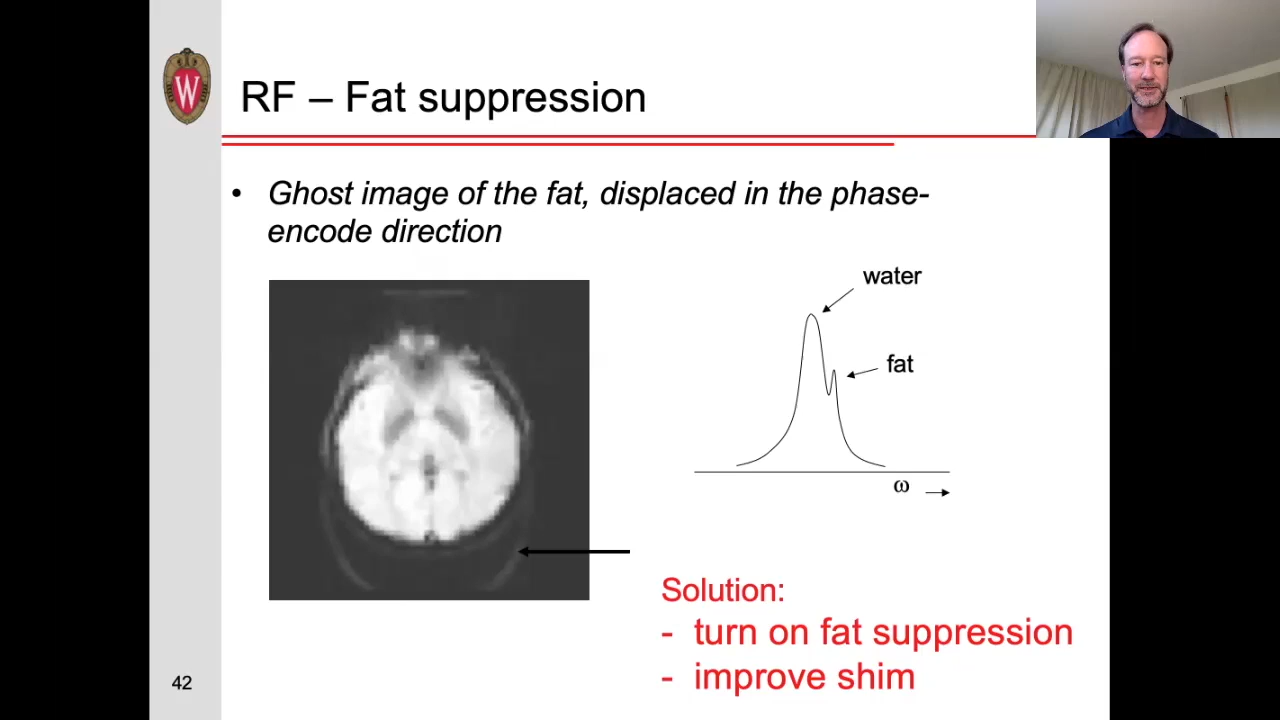 W
RF – Fat suppression
• Ghost image of the fat, displaced in the phase-
encode direction
water
fat
ω
Solution:
- turn on fat suppression
- improve shim
42